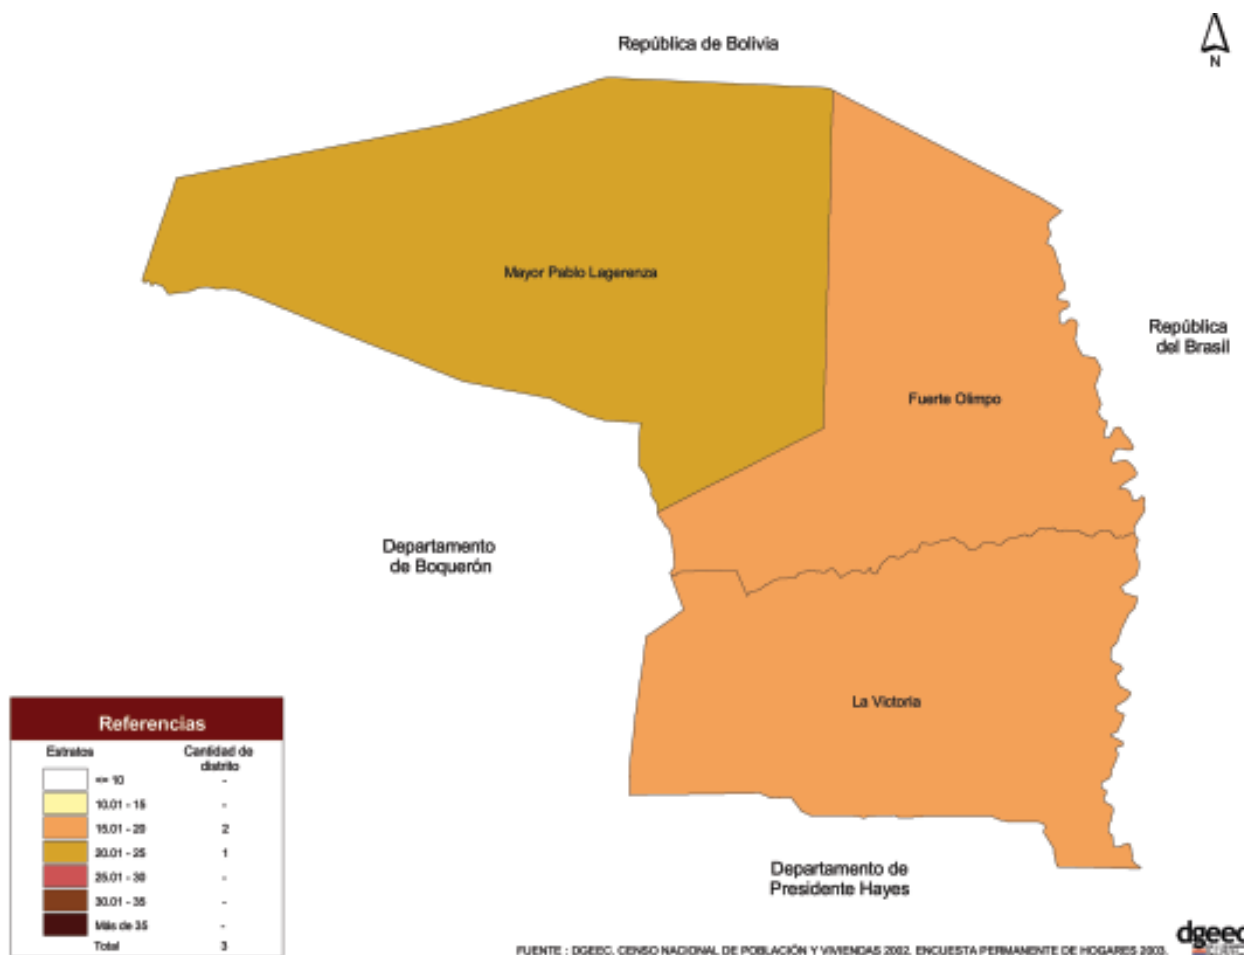 República de Bolivia
N
Mayor Pablo Lagerenza
República
del Brasil
Fuerte Olimpo
Departamento
de Boquerón
La Victoria
Referencias
Estratos Cantidad de
distrito
<= 10 -
10.01 - 15 -
15.01 - 20 2
20.01 - 25 1
25.01 - 30 -
30.01 - 35 -
Más de 35 -
Total 3
Departamento de
Presidente Hayes
dgeec
FUENTE : DGEEC. CENSO NACIONAL DE POBLACIÓN Y VIVIENDAS 2002. ENCUESTA PERMANENTE DE HOGARES 2003.